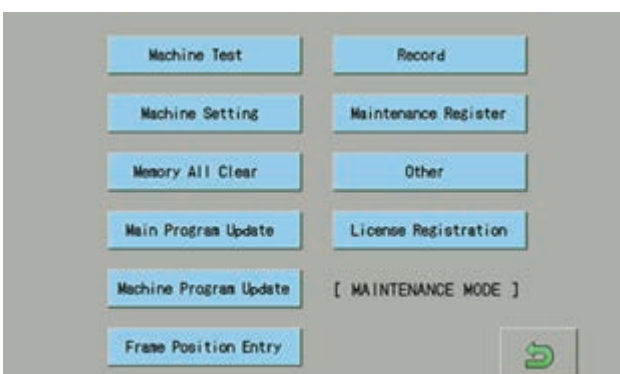 Machine Test
Record
Machine Setting
Maintenance Register
Memory All Clear
Other
Main Program Update
License Registration
Machine Program Update
[ MAINTENANCE MODE ]
Frame Position Entry